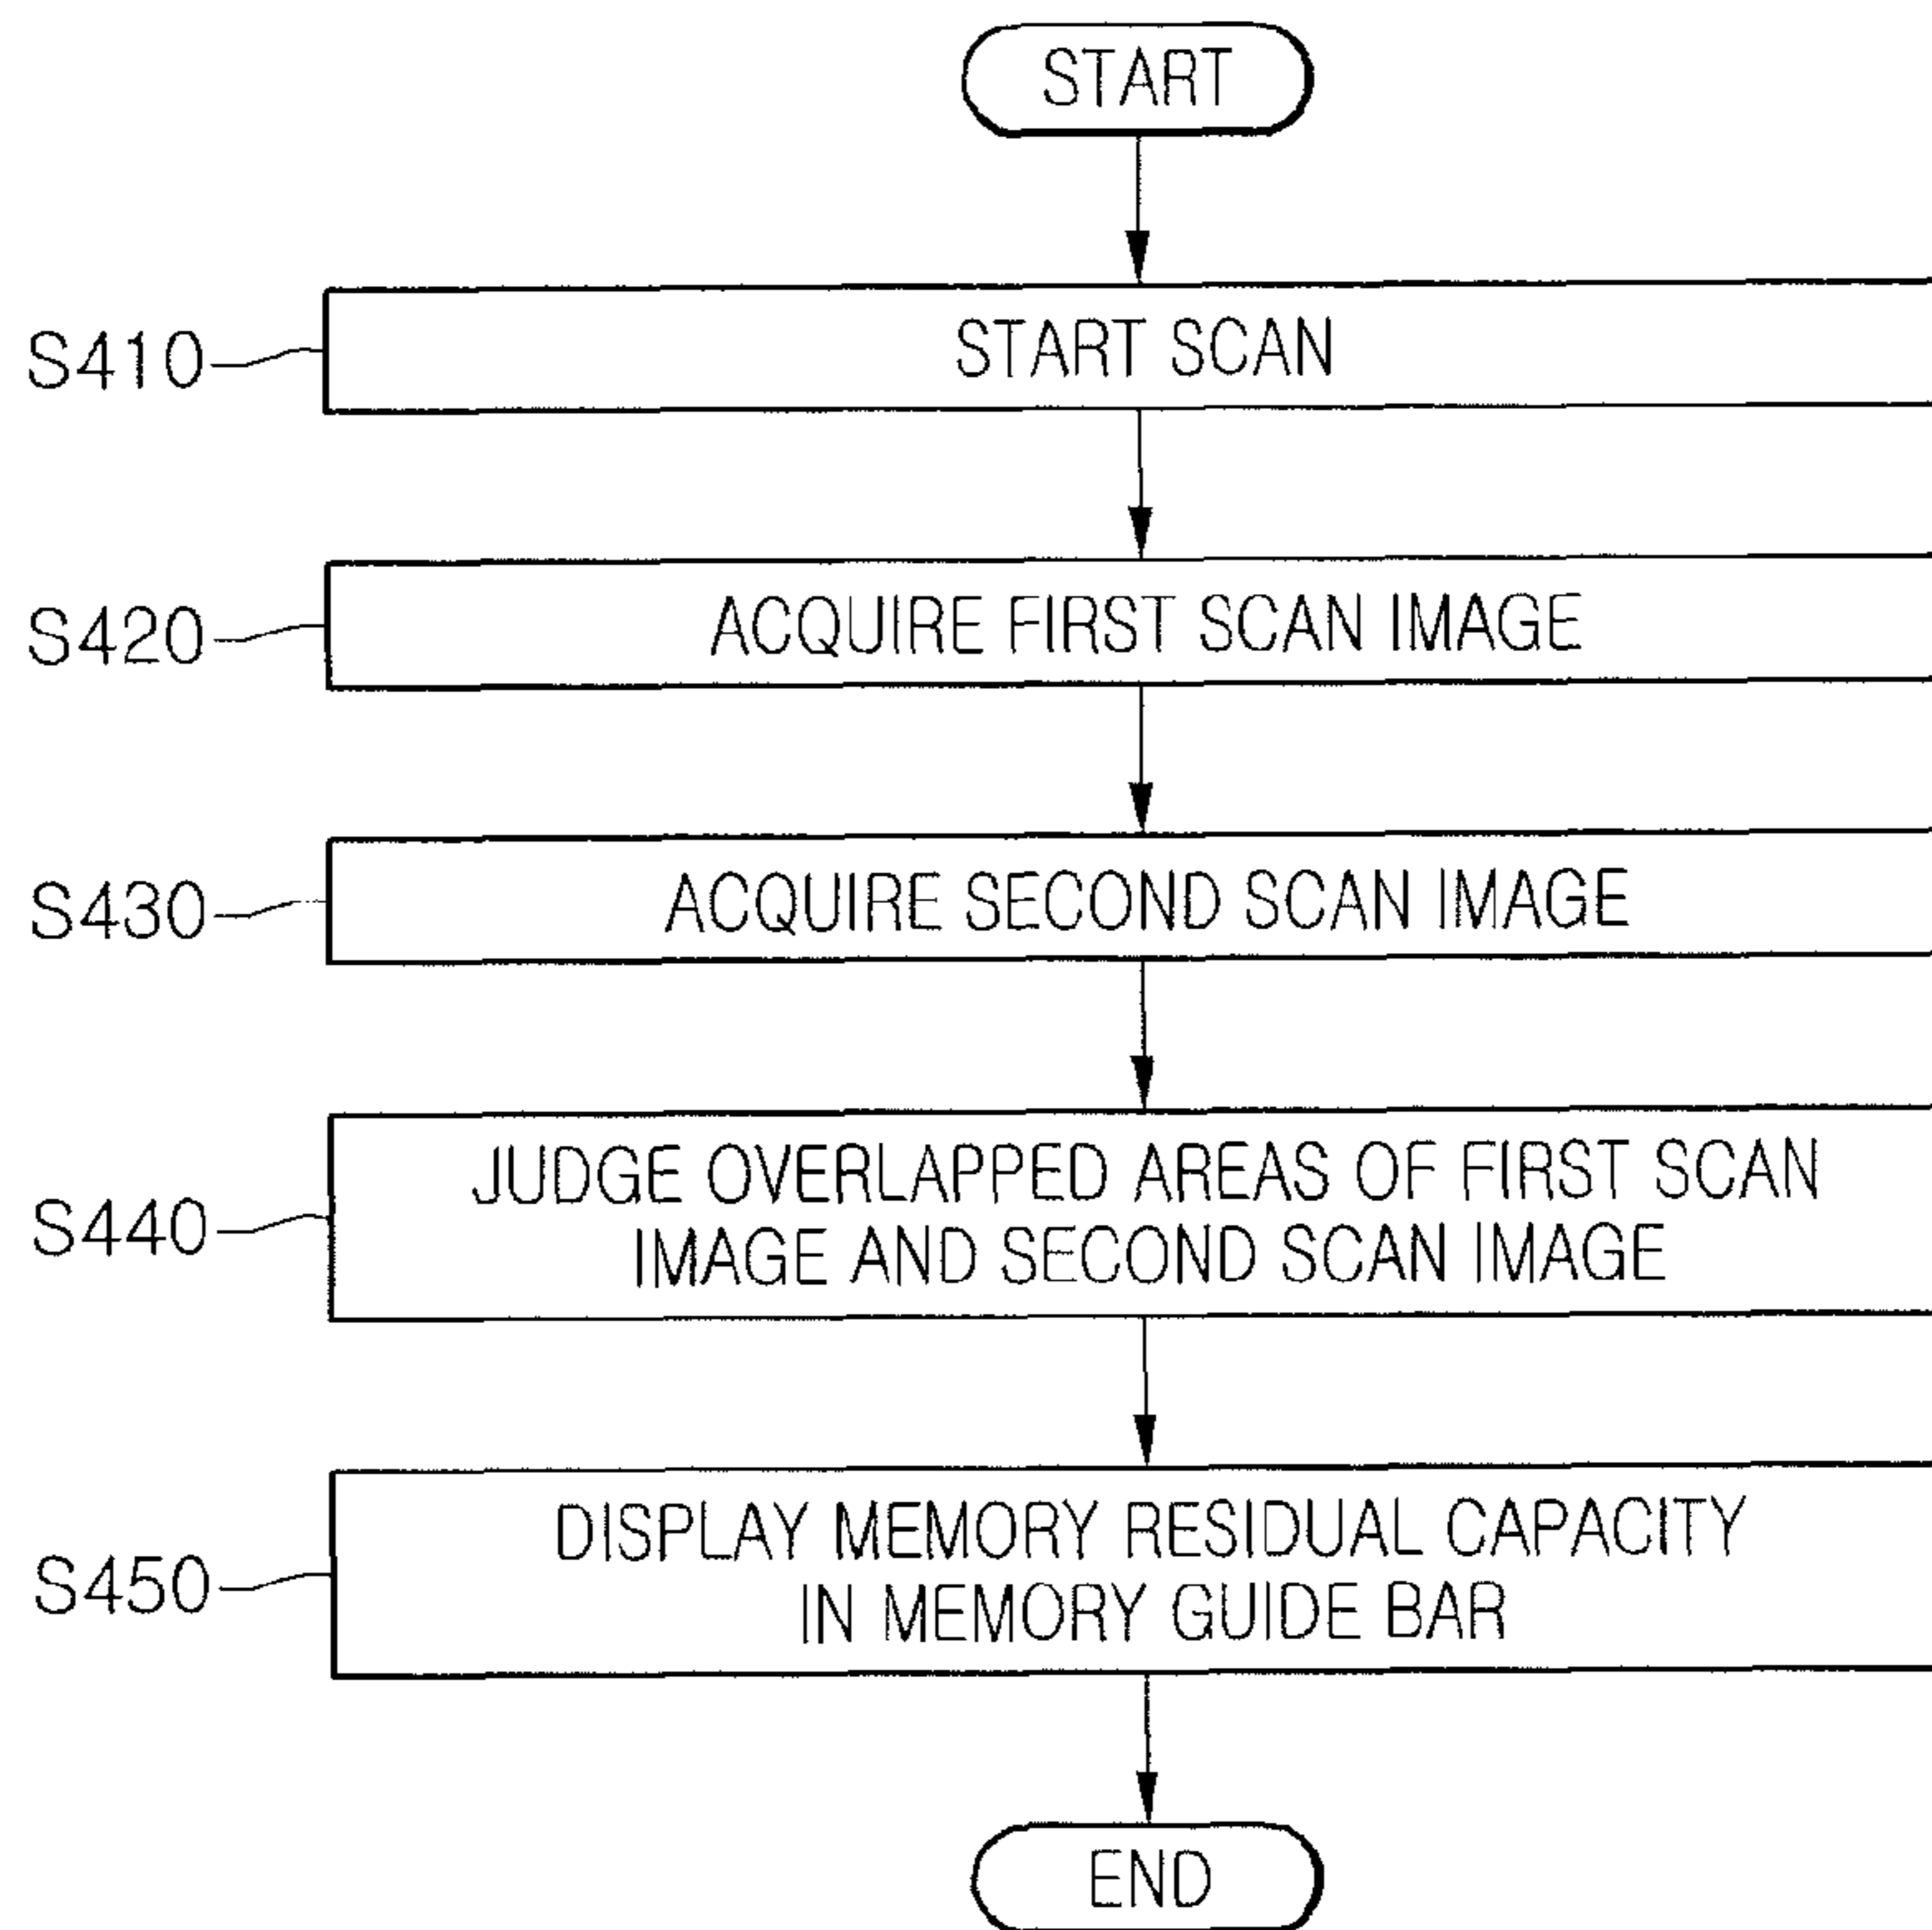 START
S410
START SCAN
S420
ACQUIRE FIRST SCAN IMAGE
S430
ACQUIRE SECOND SCAN IMAGE
S440
JUDGE OVERLAPPED AREAS OF FIRST SCAN
IMAGE AND SECOND SCAN IMAGE
S450
DISPLAY MEMORY RESIDUAL CAPACITY
IN MEMORY GUIDE BAR
END